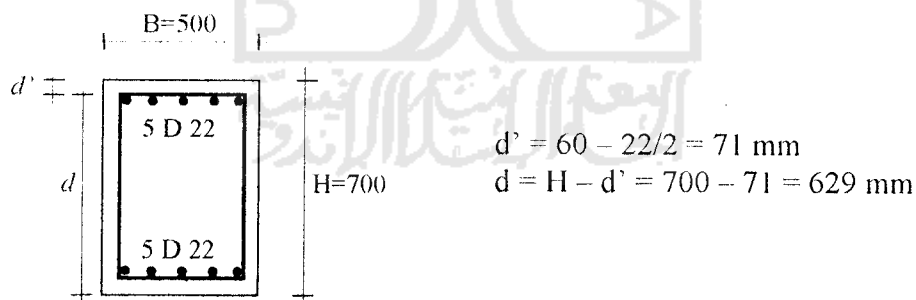 B=500
d'
5 D 22
d' = 60 – 22/2 = 71 mm
d
H=700
d = H – d' = 700 – 71 = 629 mm
5 D 22